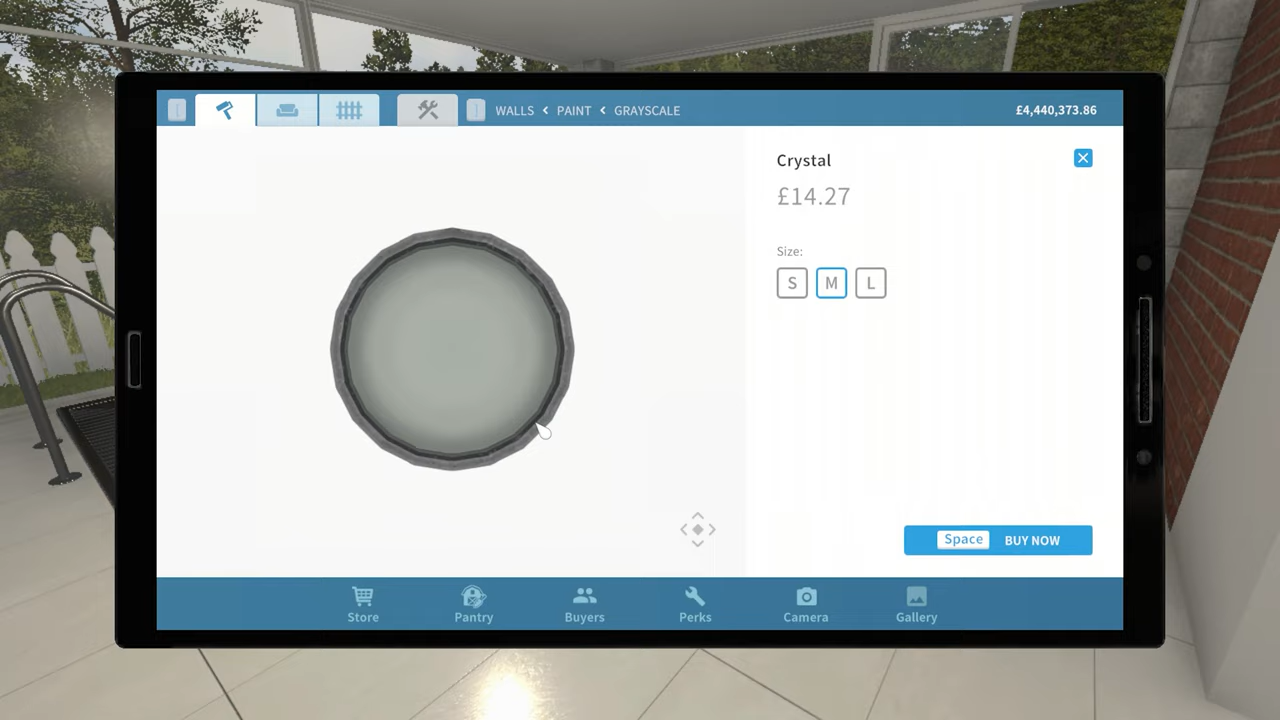 WALLS < PAINT < GRAYSCALE
£4,440,373.86
Crystal
£14.27
Size:
S M L
Space BUY NOW
Store Pantry Buyers Perks Camera Gallery